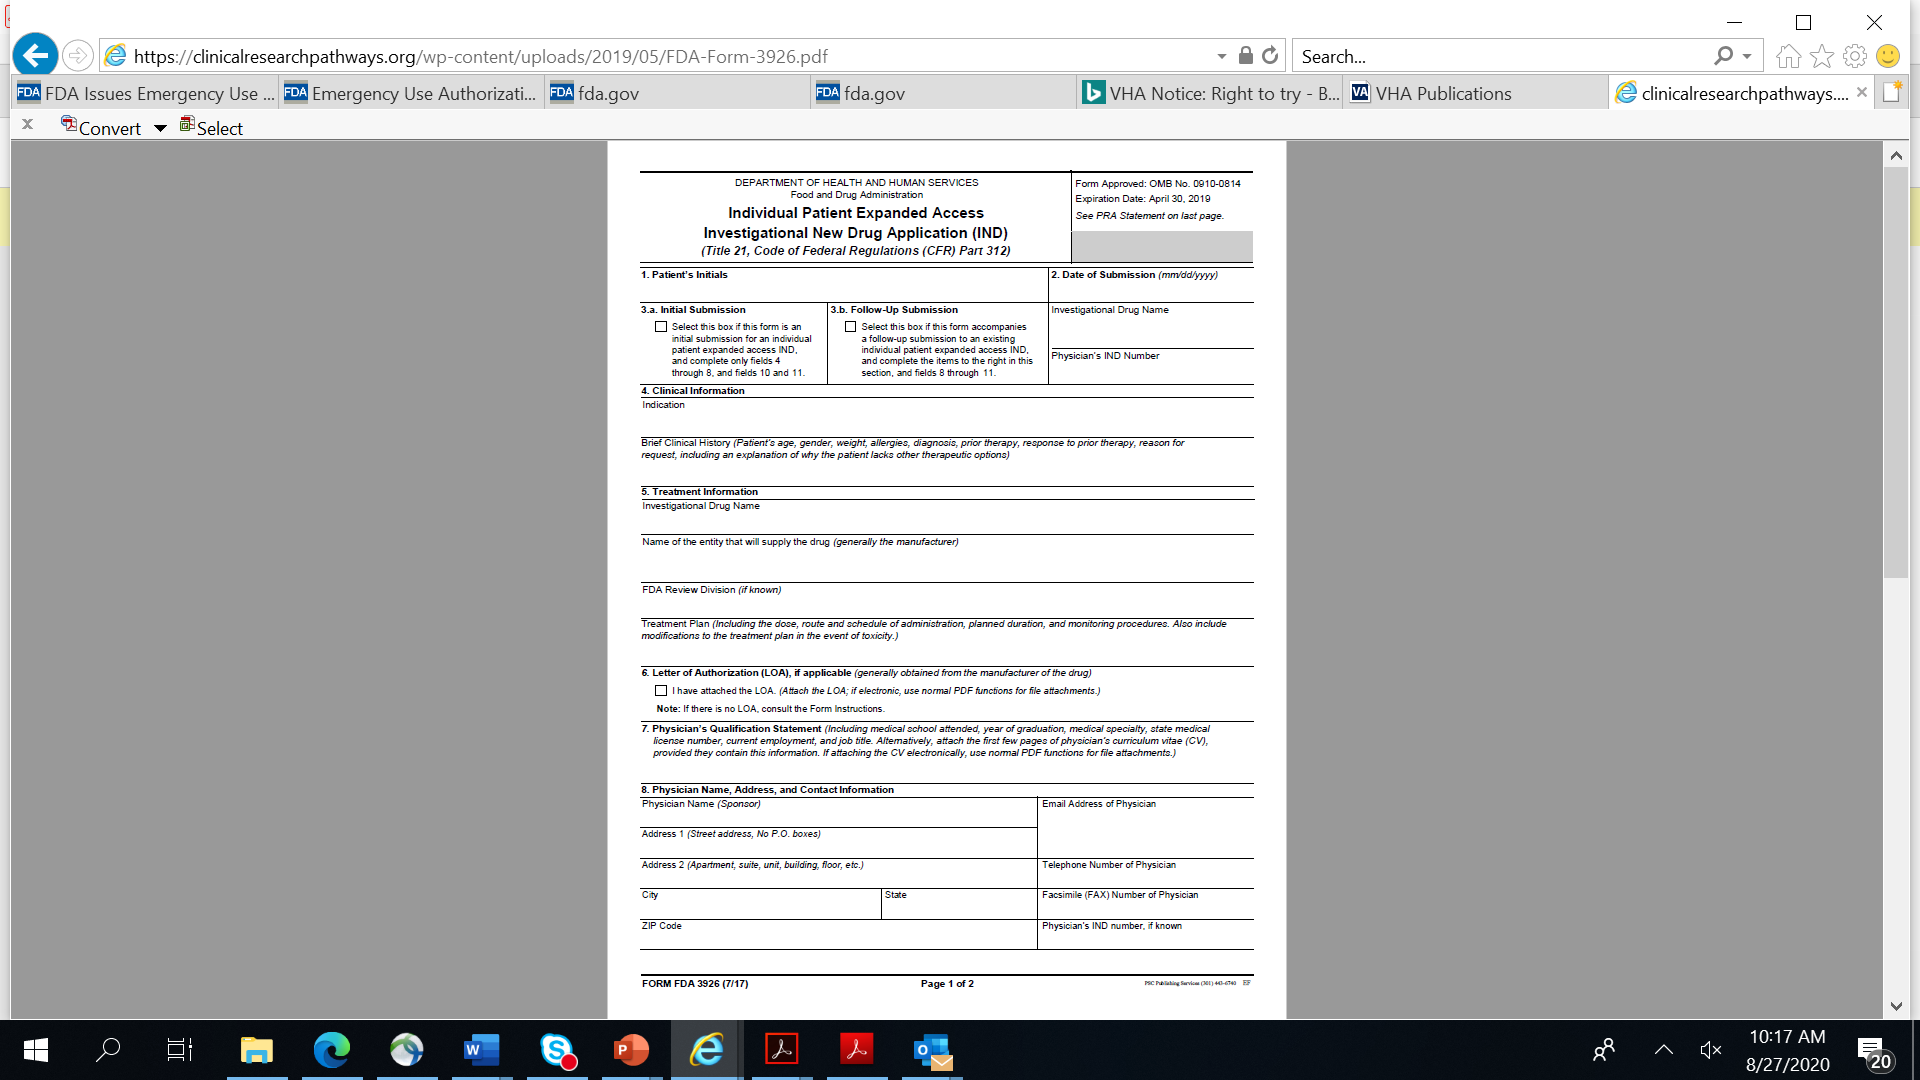 https://clinicalresearchpathways.org/wp-content/uploads/2019/05/FDA-Form-3926.pdf
Search...
FDA FDA Issues Emergency Use ...
FDA Emergency Use Authorizati...
FDA fda.gov
FDA fda.gov
b VHA Notice: Right to try - B...
VA VHA Publications
clinicalresearchpathways....
x Convert Select
DEPARTMENT OF HEALTH AND HUMAN SERVICES
Food and Drug Administration
Individual Patient Expanded Access
Investigational New Drug Application (IND)
(Title 21, Code of Federal Regulations (CFR) Part 312)
Form Approved: OMB No. 0910-0814
Expiration Date: April 30, 2019
See PRA Statement on last page.
1. Patient's Initials
2. Date of Submission (mm/dd/yyyy)
3.a. Initial Submission
Select this box if this form is an
initial submission for an individual
patient expanded access IND,
and complete only fields 4
through 8, and fields 10 and 11.
3.b. Follow-Up Submission
Select this box if this form accompanies
a follow-up submission to an existing
individual patient expanded access IND,
and complete the items to the right in this
section, and fields 8 through 11.
Investigational Drug Name
Physician's IND Number
4. Clinical Information
Indication
Brief Clinical History (Patient's age, gender, weight, allergies, diagnosis, prior therapy, response to prior therapy, reason for
request, including an explanation of why the patient lacks other therapeutic options)
5. Treatment Information
Investigational Drug Name
Name of the entity that will supply the drug (generally the manufacturer)
FDA Review Division (if known)
Treatment Plan (Including the dose, route and schedule of administration, planned duration, and monitoring procedures. Also include
modifications to the treatment plan in the event of toxicity.)
6. Letter of Authorization (LOA), if applicable (generally obtained from the manufacturer of the drug)
I have attached the LOA. (Attach the LOA; if electronic, use normal PDF functions for file attachments.)
Note: If there is no LOA, consult the Form Instructions.
7. Physician's Qualification Statement (Including medical school attended, year of graduation, medical specialty, state medical
license number, current employment, and job title. Alternatively, attach the first few pages of physician's curriculum vitae (CV),
provided they contain this information. If attaching the CV electronically, use normal PDF functions for file attachments.)
8. Physician Name, Address, and Contact Information
Physician Name (Sponsor)
Email Address of Physician
Address 1 (Street address, No P.O. boxes)
Address 2 (Apartment, suite, unit, building, floor, etc.)
Telephone Number of Physician
City
State
Facsimile (FAX) Number of Physician
ZIP Code
Physician's IND number, if known
FORM FDA 3926 (7/17)
Page 1 of 2
PSC Publishing Services (301) 443-6740 EF
10:17 AM
8/27/2020
20